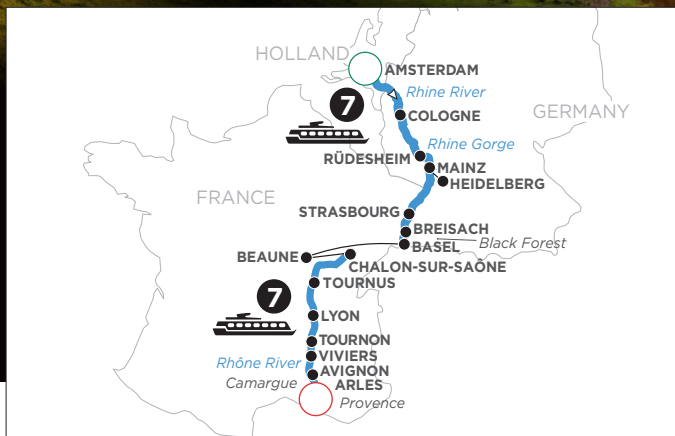 HOLLAND
AMSTERDAM
Rhine River
7
COLOGNE
GERMANY
Rhine Gorge
RÜDESHEIM
MAINZ
HEIDELBERG
FRANCE
STRASBOURG
BREISACH
BASEL
Black Forest
BEAUNE
CHALON-SUR-SAÔNE
TOURNUS
7
LYON
TOURNON
VIVIERS
Rhône River
AVIGNON
Camargue
ARLES
Provence